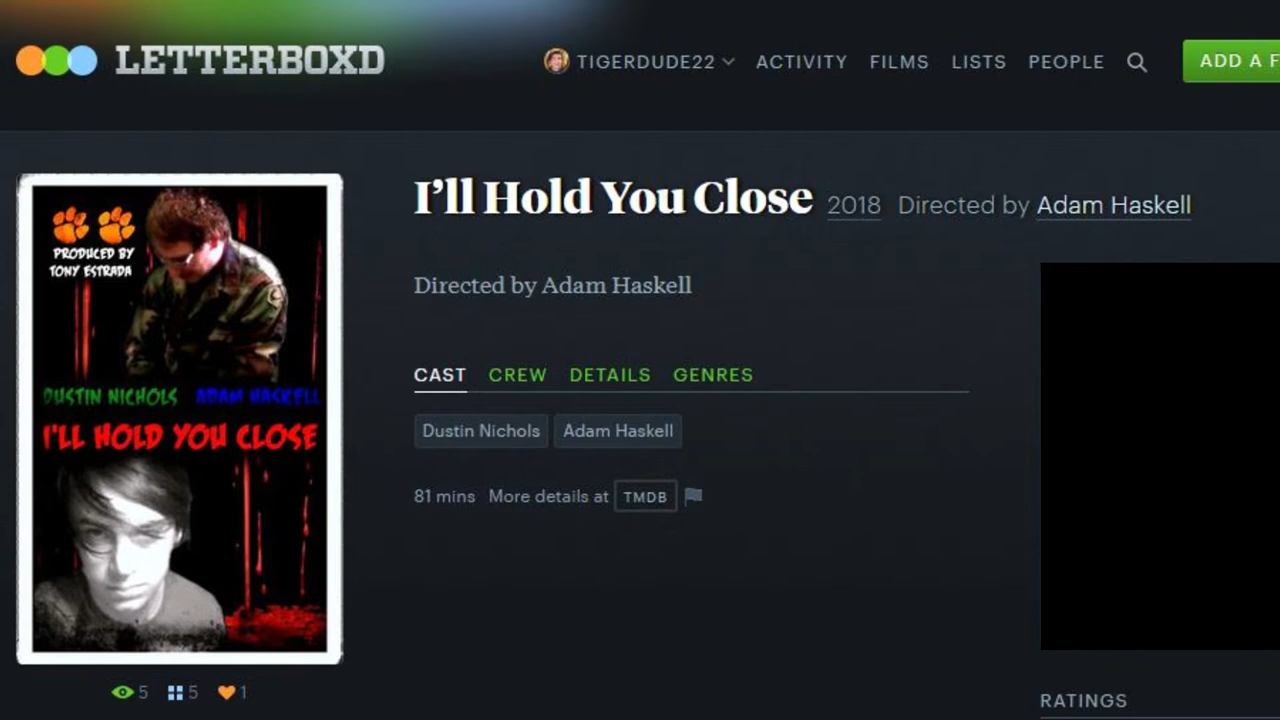 LETTERBOXD
TIGERDUDE22 ACTIVITY FILMS LISTS PEOPLE ADD A F
I'll Hold You Close 2018 Directed by Adam Haskell
Directed by Adam Haskell
CAST CREW DETAILS GENRES
Dustin Nichols Adam Haskell
81 mins More details at TMDB
PRODUCED BY
TONY ESTRADA
DUSTIN NICHOLS ADAM HASKELL
I'LL HOLD YOU CLOSE
5 5 1
RATINGS